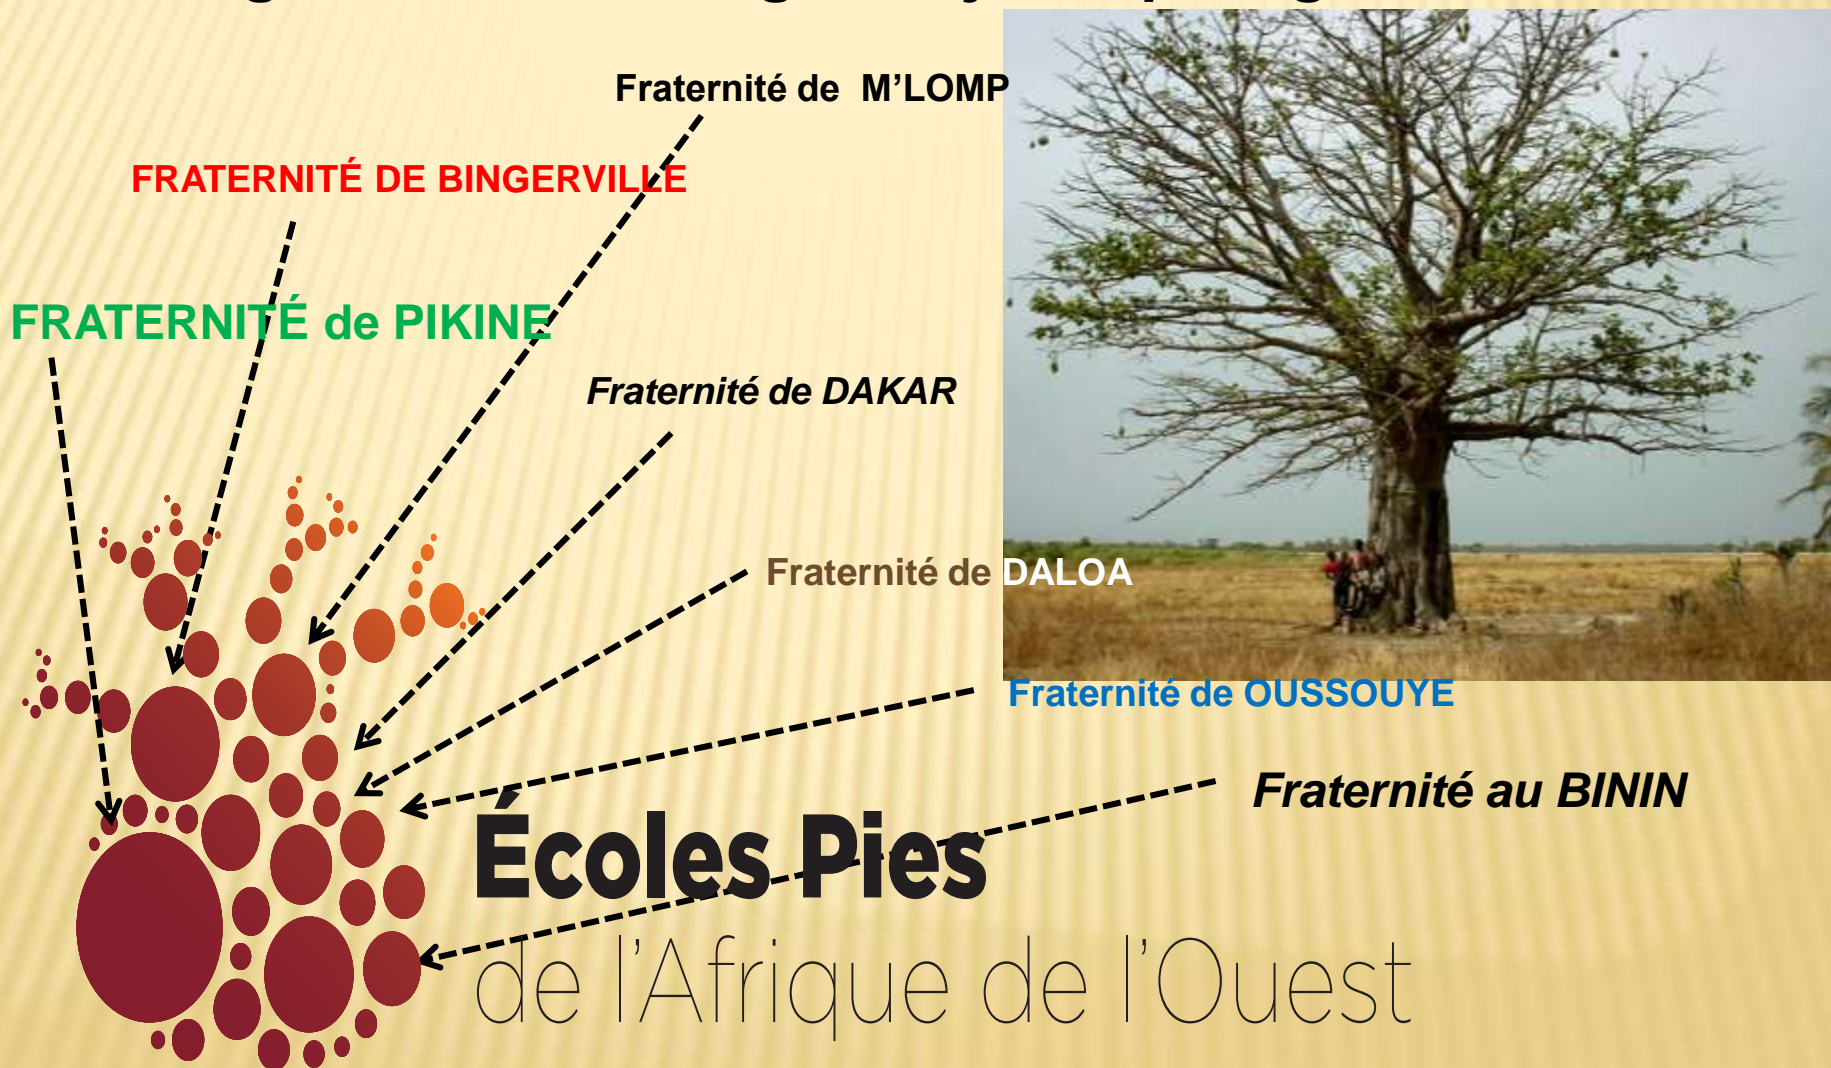 Fraternité de M'LOMP
FRATERNITÉ DE BINGERVILLE
FRATERNITÉ de PIKINE
Fraternité de DAKAR
Fraternité de DALOA
Fraternité de OUSSOUYE
Fraternité au BININ
Écoles Pies
de l'Afrique de l'Ouest